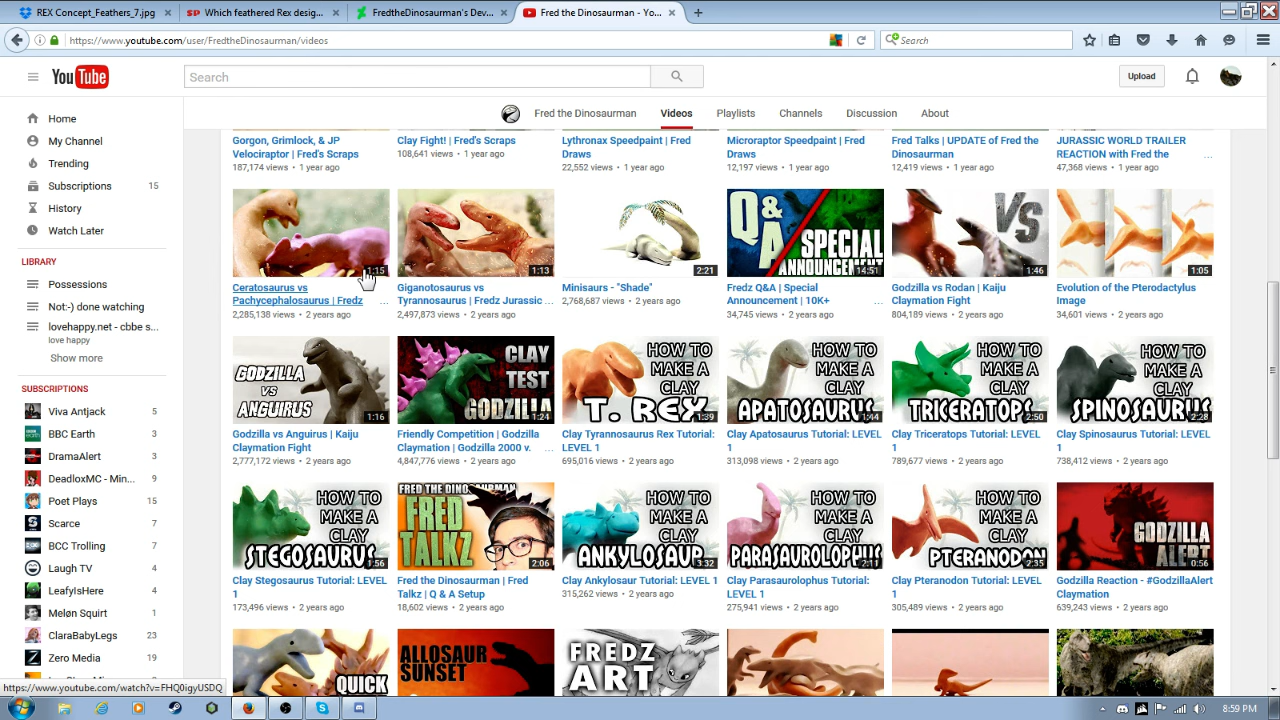 REX Concept_Feathers_7.jpg
Which feathered Rex desig...
FredtheDinosaurman's Dev...
Fred the Dinosaurman - Yo...
https://www.youtube.com/user/FredtheDinosaurman/videos
Search
YouTube
Search
Upload
Fred the Dinosaurman
Videos
Playlists
Channels
Discussion
About
Home
My Channel
Trending
Subscriptions 15
History
Watch Later
LIBRARY
Possessions
Not:-) done watching
lovehappy.net - cbbe s...
love happy
Show more
SUBSCRIPTIONS
Viva Antjack 5
BBC Earth 3
DramaAlert 3
DeadloxMC - Min... 9
Poet Plays 15
Scarce 7
BCC Trolling 7
Laugh TV 4
LeafyIsHere 4
Meløn Squirt 1
ClaraBabyLegs 23
Zero Media 19
Gorgon, Grimlock, & JP
Velociraptor | Fred's Scraps
187,174 views • 1 year ago
Clay Fight! | Fred's Scraps
108,641 views • 1 year ago
Lythronax Speedpaint | Fred
Draws
22,552 views • 1 year ago
Microraptor Speedpaint | Fred
Draws
12,197 views • 1 year ago
Fred Talks | UPDATE of Fred the
Dinosaurman
12,419 views • 1 year ago
JURASSIC WORLD TRAILER
REACTION with Fred the ...
47,368 views • 1 year ago
1:15
Ceratosaurus vs
Pachycephalosaurus | Fredz ...
2,285,138 views • 2 years ago
1:13
Giganotosaurus vs
Tyrannosaurus | Fredz Jurassic ...
2,497,873 views • 2 years ago
2:21
Minisaurs - "Shade"
2,768,687 views • 2 years ago
Q&A
SPECIAL
ANNOUNCEMENT
14:51
Fredz Q&A | Special
Announcement | 10K+ ...
34,745 views • 2 years ago
VS
1:46
Godzilla vs Rodan | Kaiju
Claymation Fight
804,189 views • 2 years ago
1:05
Evolution of the Pterodactylus
Image
34,601 views • 2 years ago
GODZILLA
VS
ANGUIRUS
1:16
Godzilla vs Anguirus | Kaiju
Claymation Fight
2,777,172 views • 2 years ago
CLAY
TEST
GODZILLA
1:24
Friendly Competition | Godzilla
Claymation | Godzilla 2000 v. ...
4,847,776 views • 2 years ago
HOW TO
MAKE A
CLAY
T. REX
1:39
Clay Tyrannosaurus Rex Tutorial:
LEVEL 1
695,016 views • 2 years ago
HOW TO
MAKE A
CLAY
APATOSAURUS
1:44
Clay Apatosaurus Tutorial: LEVEL
1
313,098 views • 2 years ago
HOW TO
MAKE A
CLAY
TRICERATOPS
2:50
Clay Triceratops Tutorial: LEVEL
1
789,677 views • 2 years ago
HOW TO
MAKE A
CLAY
SPINOSAURUS
2:28
Clay Spinosaurus Tutorial: LEVEL
1
738,412 views • 2 years ago
HOW TO
MAKE A
CLAY
STEGOSAURUS
1:56
Clay Stegosaurus Tutorial: LEVEL
1
173,496 views • 2 years ago
FRED THE DINOSAURMAN
FRED
TALKZ
2:06
Fred the Dinosaurman | Fred
Talkz | Q & A Setup
18,602 views • 2 years ago
HOW TO
MAKE A
CLAY
ANKYLOSAUR
3:32
Clay Ankylosaur Tutorial: LEVEL 1
315,262 views • 2 years ago
HOW TO
MAKE A
CLAY
PARASAUROLOPHUS
2:11
Clay Parasaurolophus Tutorial:
LEVEL 1
275,941 views • 2 years ago
HOW TO
MAKE A
CLAY
PTERANODON
2:35
Clay Pteranodon Tutorial: LEVEL
1
305,489 views • 2 years ago
GODZILLA
ALERT
0:56
Godzilla Reaction - #GodzillaAlert
Claymation
639,243 views • 2 years ago
QUICK
ALLOSAUR
SUNSET
FREDZ
ART
https://www.youtube.com/watch?v=FHQ0igyUSDQ
8:59 PM